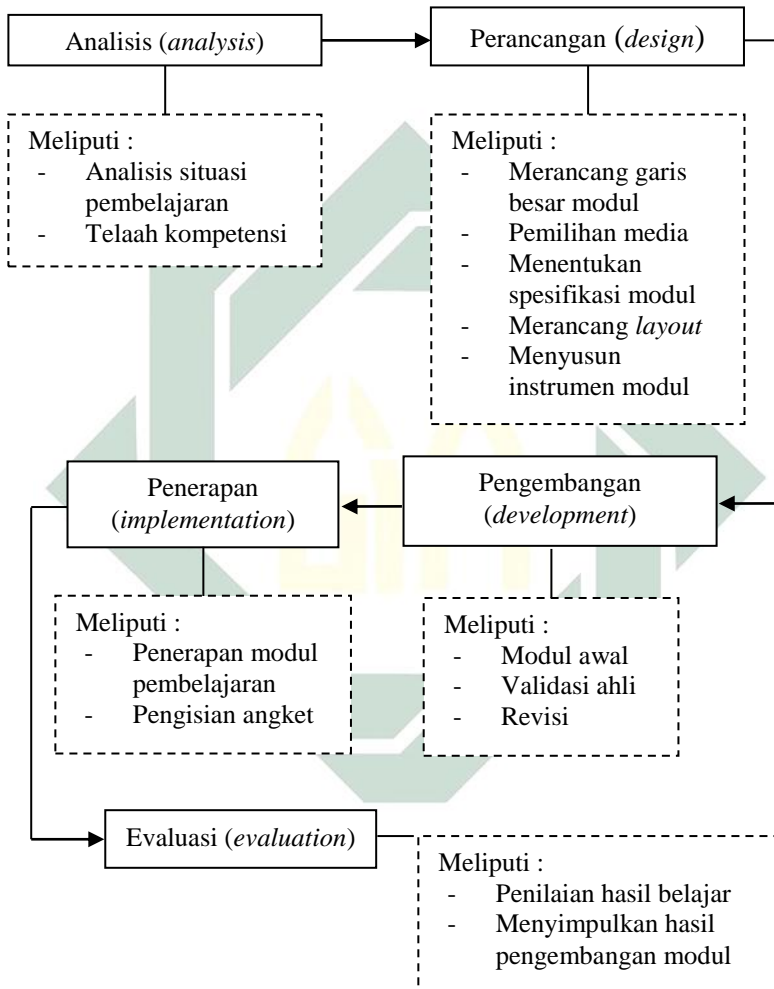 Analisis (analysis)
Perancangan (design)
Meliputi :
- Analisis situasi
pembelajaran
- Telaah kompetensi
Meliputi :
- Merancang garis
besar modul
- Pemilihan media
- Menentukan
spesifikasi modul
- Merancang layout
- Menyusun
instrumen modul
Pengembangan
(development)
Penerapan
(implementation)
Meliputi :
- Modul awal
- Validasi ahli
- Revisi
Meliputi :
- Penerapan modul
pembelajaran
- Pengisian angket
Evaluasi (evaluation)
Meliputi :
- Penilaian hasil belajar
- Menyimpulkan hasil
pengembangan modul